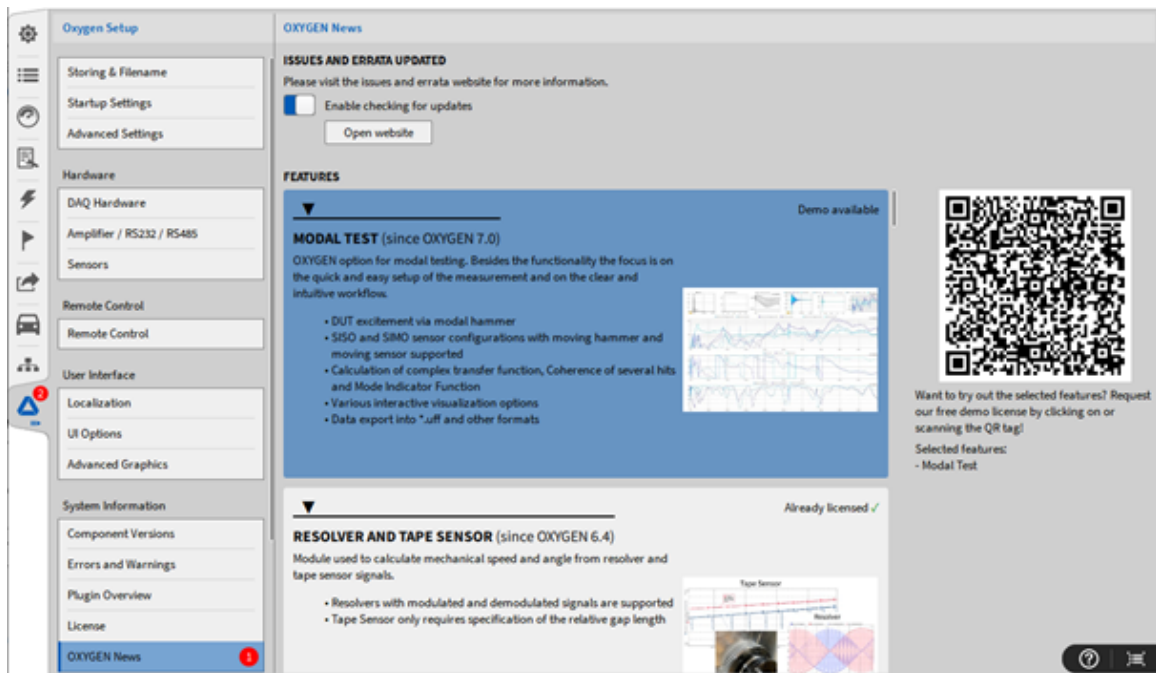 Oxygen Setup
Storing & Filename
Startup Settings
Advanced Settings
Hardware
DAQ Hardware
Amplifier / RS232 / RS485
Sensors
Remote Control
Remote Control
User Interface
Localization
UI Options
Advanced Graphics
System Information
Component Versions
Errors and Warnings
Plugin Overview
License
OXYGEN News
1
2
OXYGEN News
ISSUES AND ERRATA UPDATED
Please visit the issues and errata website for more information.
Enable checking for updates
Open website
FEATURES
Demo available
MODAL TEST (since OXYGEN 7.0)
OXYGEN option for modal testing. Besides the functionality the focus is on
the quick and easy setup of the measurement and on the clear and
intuitive workflow.
• DUT excitement via modal hammer
• SISO and SIMO sensor configurations with moving hammer and
moving sensor supported
• Calculation of complex transfer function, Coherence of several hits
and Mode Indicator Function
• Various interactive visualization options
• Data export into *.uff and other formats
Already licensed ✓
RESOLVER AND TAPE SENSOR (since OXYGEN 6.4)
Module used to calculate mechanical speed and angle from resolver and
tape sensor signals.
• Resolvers with modulated and demodulated signals are supported
• Tape Sensor only requires specification of the relative gap length
Tape Sensor
Resolver
Want to try out the selected features? Request
our free demo license by clicking on or
scanning the QR tag!
Selected features:
- Modal Test